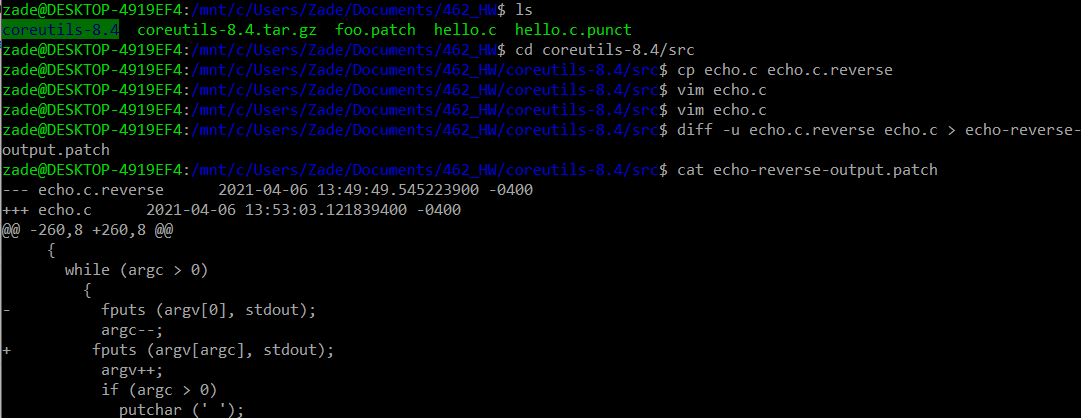 zade@DESKTOP-4919EF4:/mnt/c/Users/Zade/Documents/462_HW$ ls
coreutils-8.4  coreutils-8.4.tar.gz  foo.patch  hello.c  hello.c.punct
zade@DESKTOP-4919EF4:/mnt/c/Users/Zade/Documents/462_HW$ cd coreutils-8.4/src
zade@DESKTOP-4919EF4:/mnt/c/Users/Zade/Documents/462_HW/coreutils-8.4/src$ cp echo.c echo.c.reverse
zade@DESKTOP-4919EF4:/mnt/c/Users/Zade/Documents/462_HW/coreutils-8.4/src$ vim echo.c
zade@DESKTOP-4919EF4:/mnt/c/Users/Zade/Documents/462_HW/coreutils-8.4/src$ vim echo.c
zade@DESKTOP-4919EF4:/mnt/c/Users/Zade/Documents/462_HW/coreutils-8.4/src$ diff -u echo.c.reverse echo.c > echo-reverse-
output.patch
zade@DESKTOP-4919EF4:/mnt/c/Users/Zade/Documents/462_HW/coreutils-8.4/src$ cat echo-reverse-output.patch
--- echo.c.reverse      2021-04-06 13:49:49.545223900 -0400
+++ echo.c      2021-04-06 13:53:03.121839400 -0400
@@ -260,8 +260,8 @@
     {
       while (argc > 0)
         {
-          fputs (argv[0], stdout);
           argc--;
+         fputs (argv[argc], stdout);
           argv++;
           if (argc > 0)
             putchar (' ');